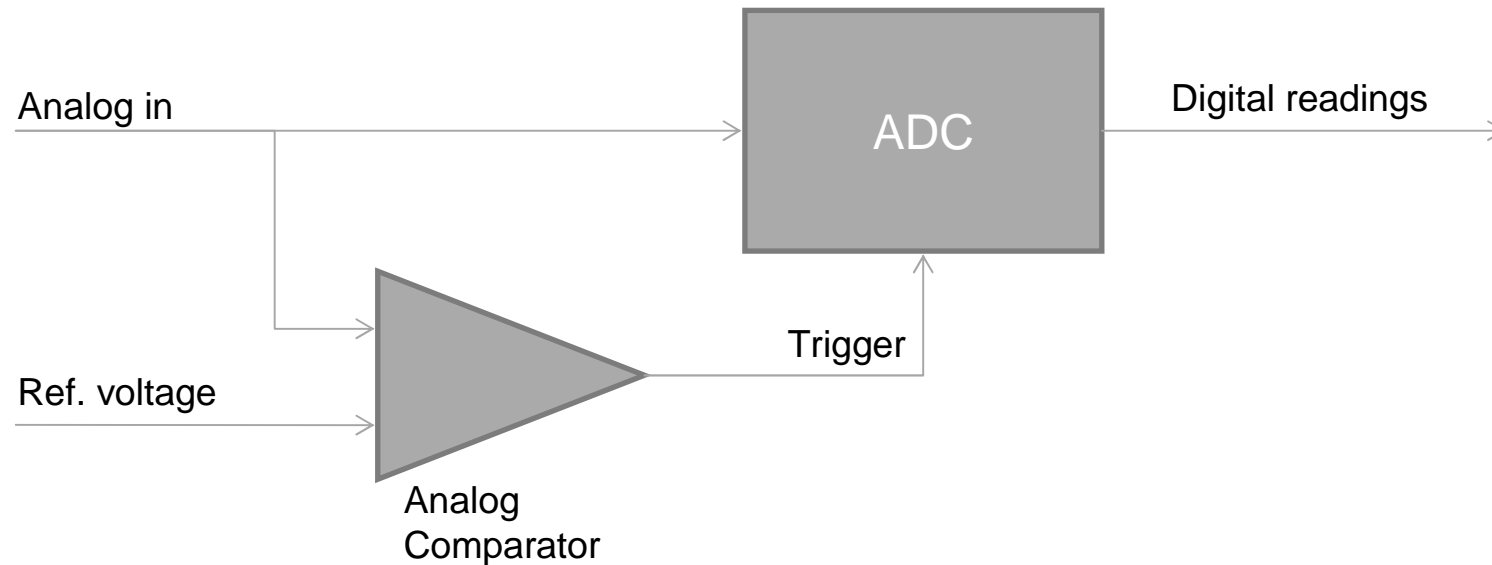 Analog in
ADC
Digital readings
Trigger
Ref. voltage
Analog
Comparator